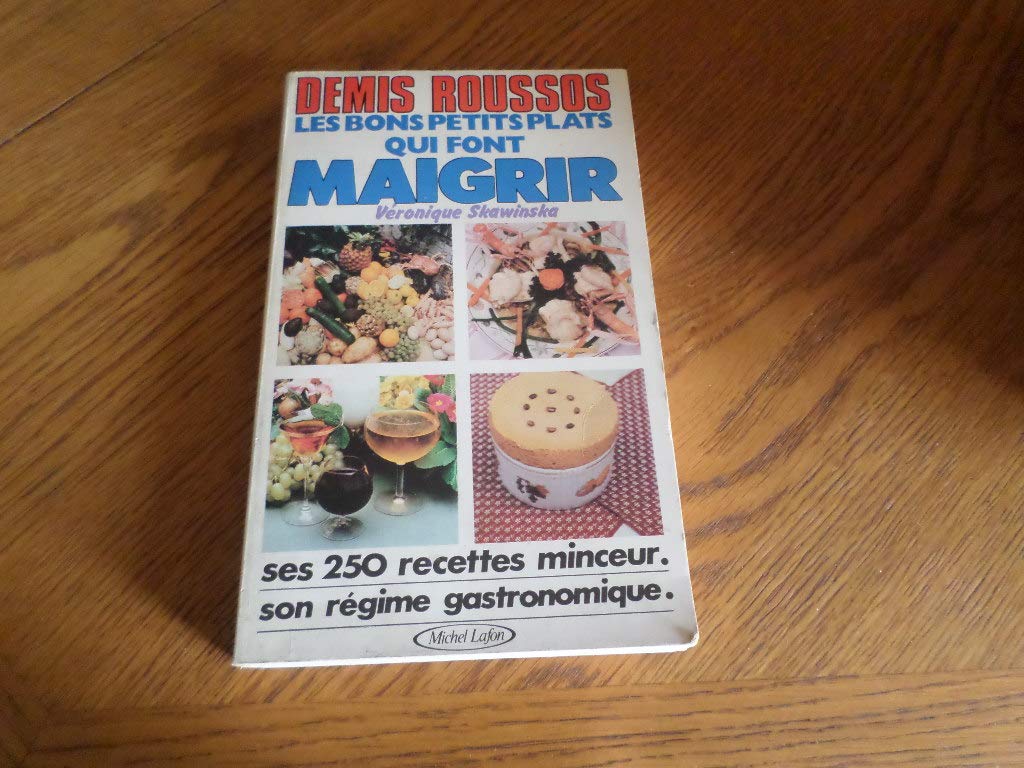 DEMIS ROUSSOS
LES BONS PETITS PLATS
QUI FONT
MAIGRIR
Véronique Skawinska
ses 250 recettes minceur.
son régime gastronomique.
Michel Lafon